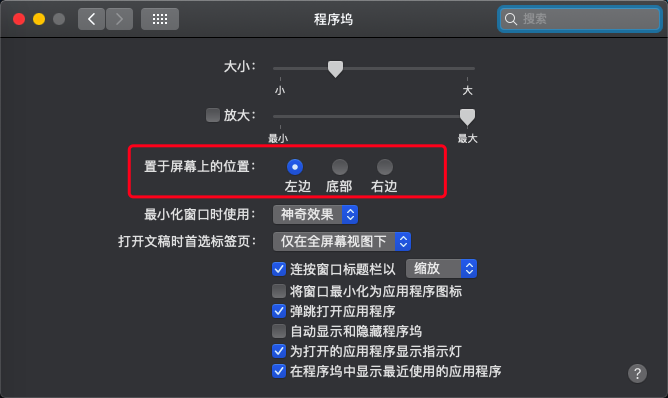 程序坞
搜索
大小：
小 大
放大：
最小 最大
置于屏幕上的位置：
左边 底部 右边
最小化窗口时使用： 神奇效果
打开文稿时首选标签页： 仅在全屏幕视图下
连按窗口标题栏以 缩放
将窗口最小化为应用程序图标
弹跳打开应用程序
自动显示和隐藏程序坞
为打开的应用程序显示指示灯
在程序坞中显示最近使用的应用程序
?